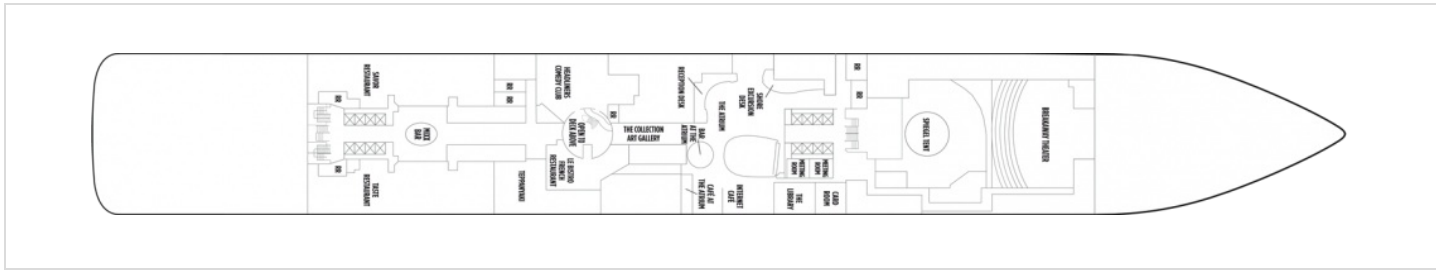 SAVOR
RESTAURANT
RR
MIXX
BAR
RR
TASTE
RESTAURANT
RR
RR
TEPPANYAKI
HEADLINERS
COMEDY CLUB
OPEN TO
DECK ABOVE
LE BISTRO
FRENCH
RESTAURANT
RR
THE COLLECTION
ART GALLERY
RECEPTION DESK
BAR
AT THE
ATRIUM
CAFÉ AT
THE ATRIUM
THE ATRIUM
INTERNET
CAFE
SHORE
EXCURSION
DESK
MEETING
ROOM
MEETING
ROOM
THE
LIBRARY
CARD
ROOM
RR
RR
SPIEGEL TENT
BREAKAWAY THEATER